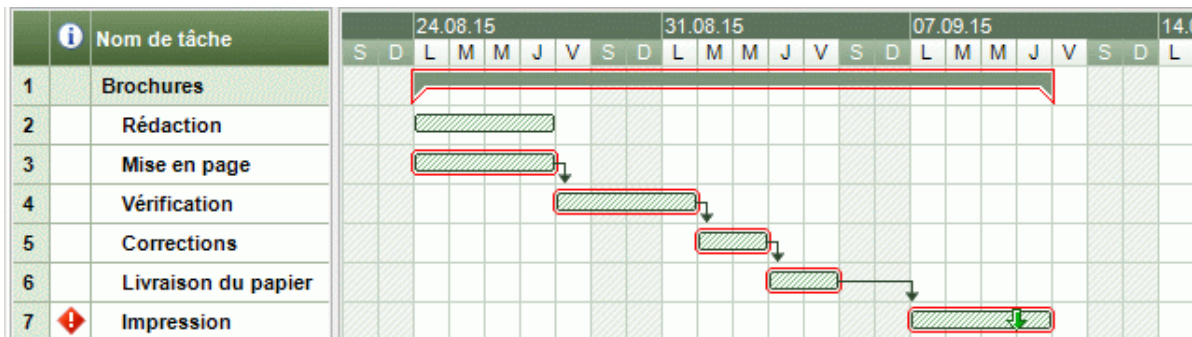 24.08.15 31.08.15 07.09.15 14.0
Nom de tâche S D L M M J V S D L M M J V S D L M M J V S D L
1 Brochures
2 Rédaction
3 Mise en page
4 Vérification
5 Corrections
6 Livraison du papier
7 Impression